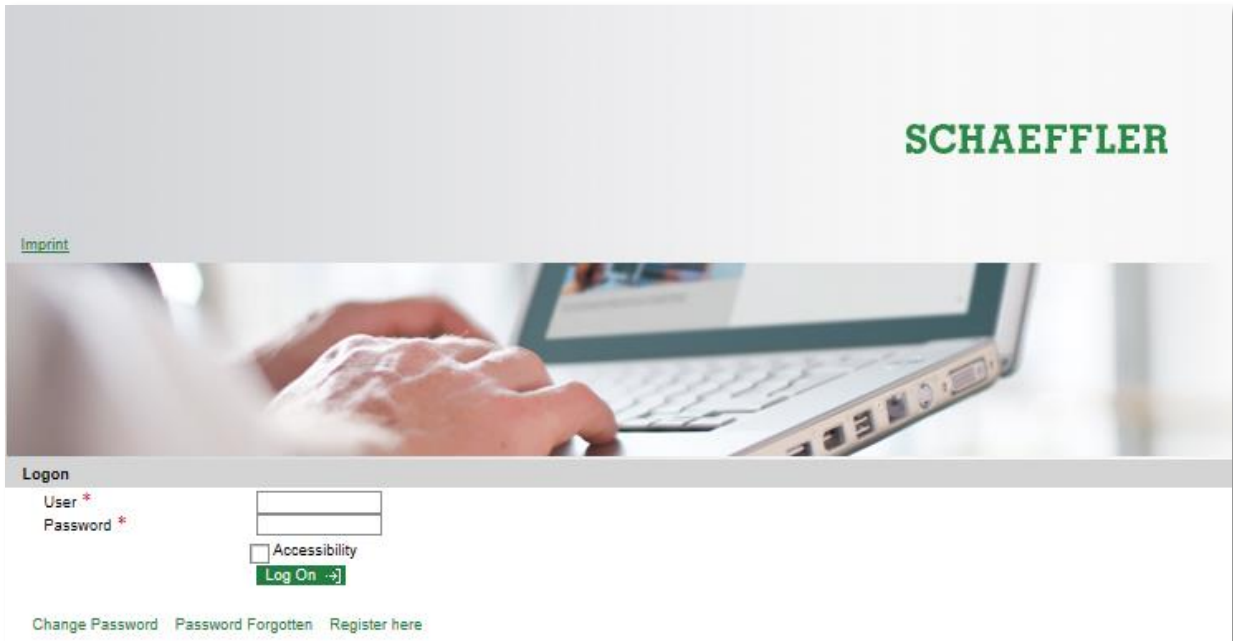 SCHAEFFLER
Imprint
Logon
User *
Password *
Accessibility
Log On
Change Password Password Forgotten Register here